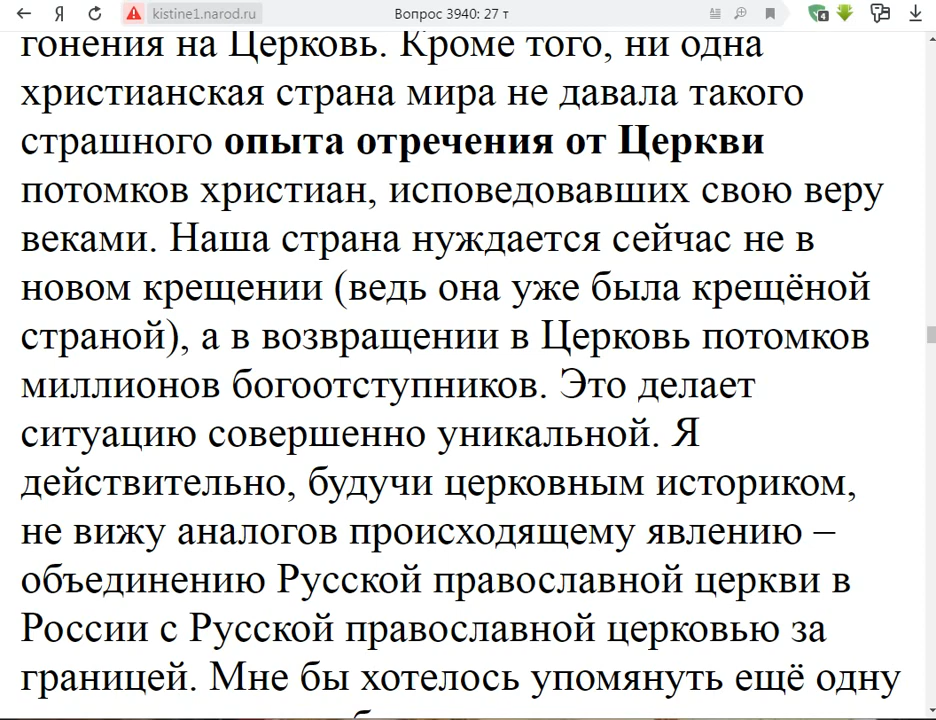 kistine1.narod.ru
Вопрос 3940: 27 т
4
гонения на Церковь. Кроме того, ни одна
христианская страна мира не давала такого
страшного опыта отречения от Церкви
потомков христиан, исповедовавших свою веру
веками. Наша страна нуждается сейчас не в
новом крещении (ведь она уже была крещёной
страной), а в возвращении в Церковь потомков
миллионов богоотступников. Это делает
ситуацию совершенно уникальной. Я
действительно, будучи церковным историком,
не вижу аналогов происходящему явлению –
объединению Русской православной церкви в
России с Русской православной церковью за
границей. Мне бы хотелось упомянуть ещё одну